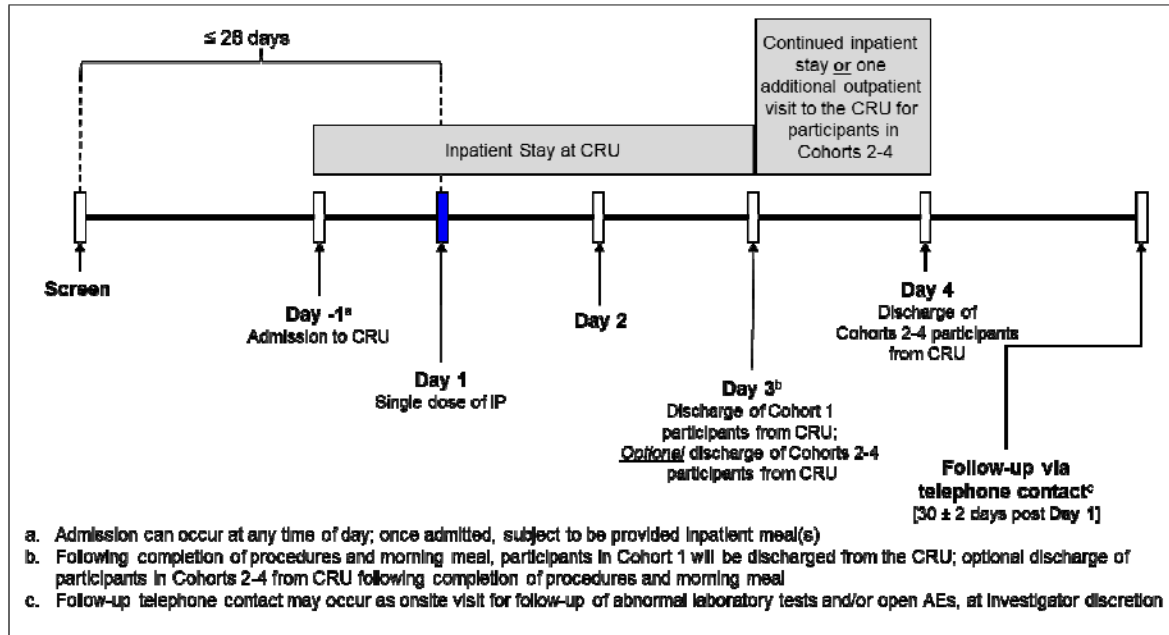 ≤ 28 days
Continued inpatient
stay or one
additional outpatient
visit to the CRU for
participants in
Cohorts 2-4
Inpatient Stay at CRU
Screen
Day -1ᵃ
Admission to CRU
Day 1
Single dose of IP
Day 2
Day 3ᵇ
Discharge of Cohort 1
participants from CRU;
Optional discharge of Cohorts 2-4
participants from CRU
Day 4
Discharge of
Cohorts 2-4 participants
from CRU
Follow-up via
telephone contactᶜ
[30 ± 2 days post Day 1]
a. Admission can occur at any time of day; once admitted, subject to be provided inpatient meal(s)
b. Following completion of procedures and morning meal, participants in Cohort 1 will be discharged from the CRU; optional discharge of
participants in Cohorts 2-4 from CRU following completion of procedures and morning meal
c. Follow-up telephone contact may occur as onsite visit for follow-up of abnormal laboratory tests and/or open AEs, at investigator discretion